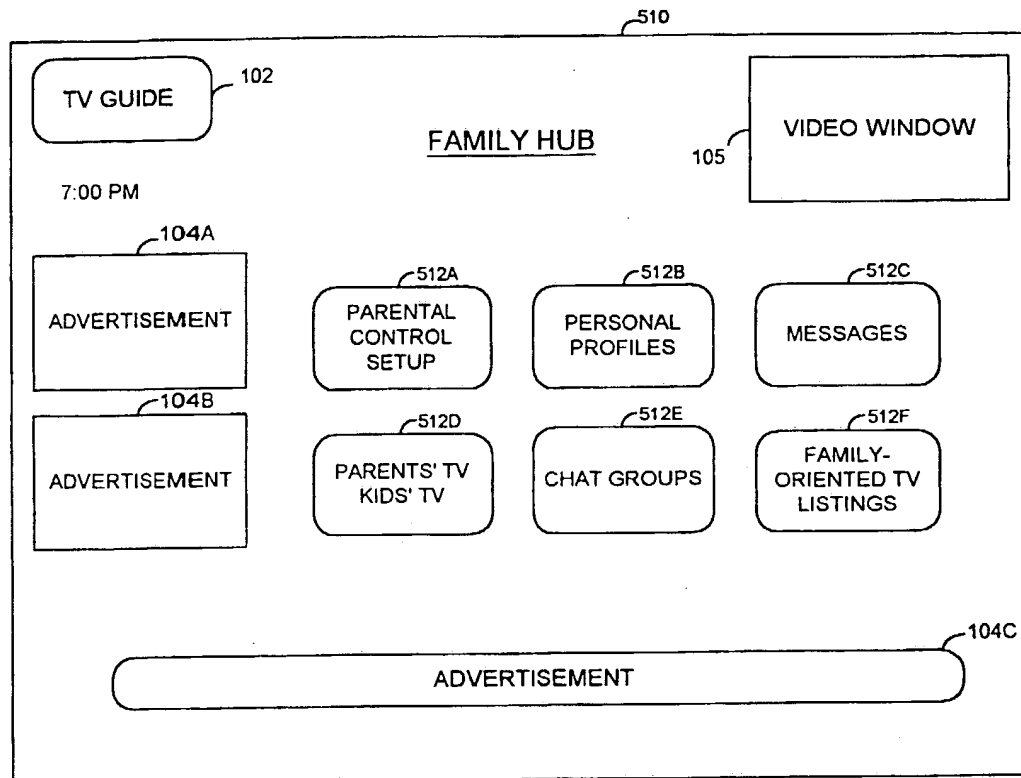 510
TV GUIDE
102
FAMILY HUB
105
VIDEO WINDOW
7:00 PM
104A
ADVERTISEMENT
512A
PARENTAL
CONTROL
SETUP
512B
PERSONAL
PROFILES
512C
MESSAGES
104B
ADVERTISEMENT
512D
PARENTS' TV
KIDS' TV
512E
CHAT GROUPS
512F
FAMILY-
ORIENTED TV
LISTINGS
104C
ADVERTISEMENT